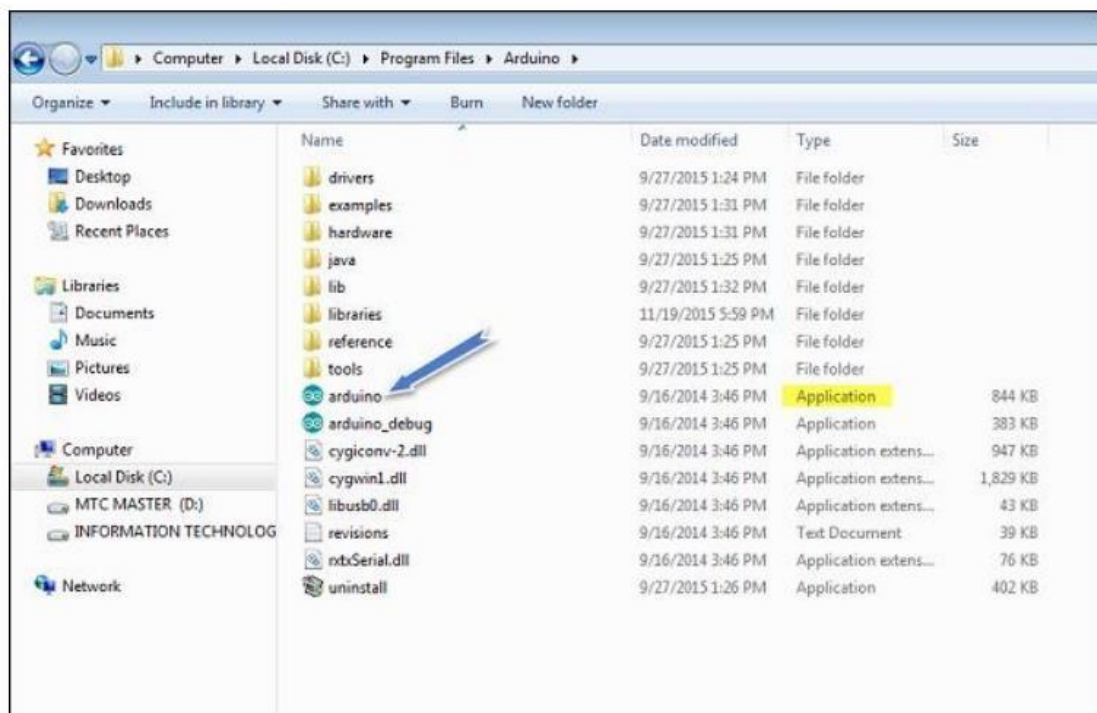 Computer Local Disk (C:) Program Files Arduino
Organize Include in library Share with Burn New folder
Name Date modified Type Size
Favorites
Desktop
Downloads
Recent Places
Libraries
Documents
Music
Pictures
Videos
Computer
Local Disk (C:)
MTC MASTER (D:)
INFORMATION TECHNOLOG
Network
drivers 9/27/2015 1:24 PM File folder
examples 9/27/2015 1:31 PM File folder
hardware 9/27/2015 1:31 PM File folder
java 9/27/2015 1:25 PM File folder
lib 9/27/2015 1:32 PM File folder
libraries 11/19/2015 5:59 PM File folder
reference 9/27/2015 1:25 PM File folder
tools 9/27/2015 1:25 PM File folder
arduino 9/16/2014 3:46 PM Application 844 KB
arduino_debug 9/16/2014 3:46 PM Application 383 KB
cygiconv-2.dll 9/16/2014 3:46 PM Application extens... 947 KB
cygwin1.dll 9/16/2014 3:46 PM Application extens... 1,829 KB
libusb0.dll 9/16/2014 3:46 PM Application extens... 43 KB
revisions 9/16/2014 3:46 PM Text Document 39 KB
rxtxSerial.dll 9/16/2014 3:46 PM Application extens... 76 KB
uninstall 9/27/2015 1:26 PM Application 402 KB